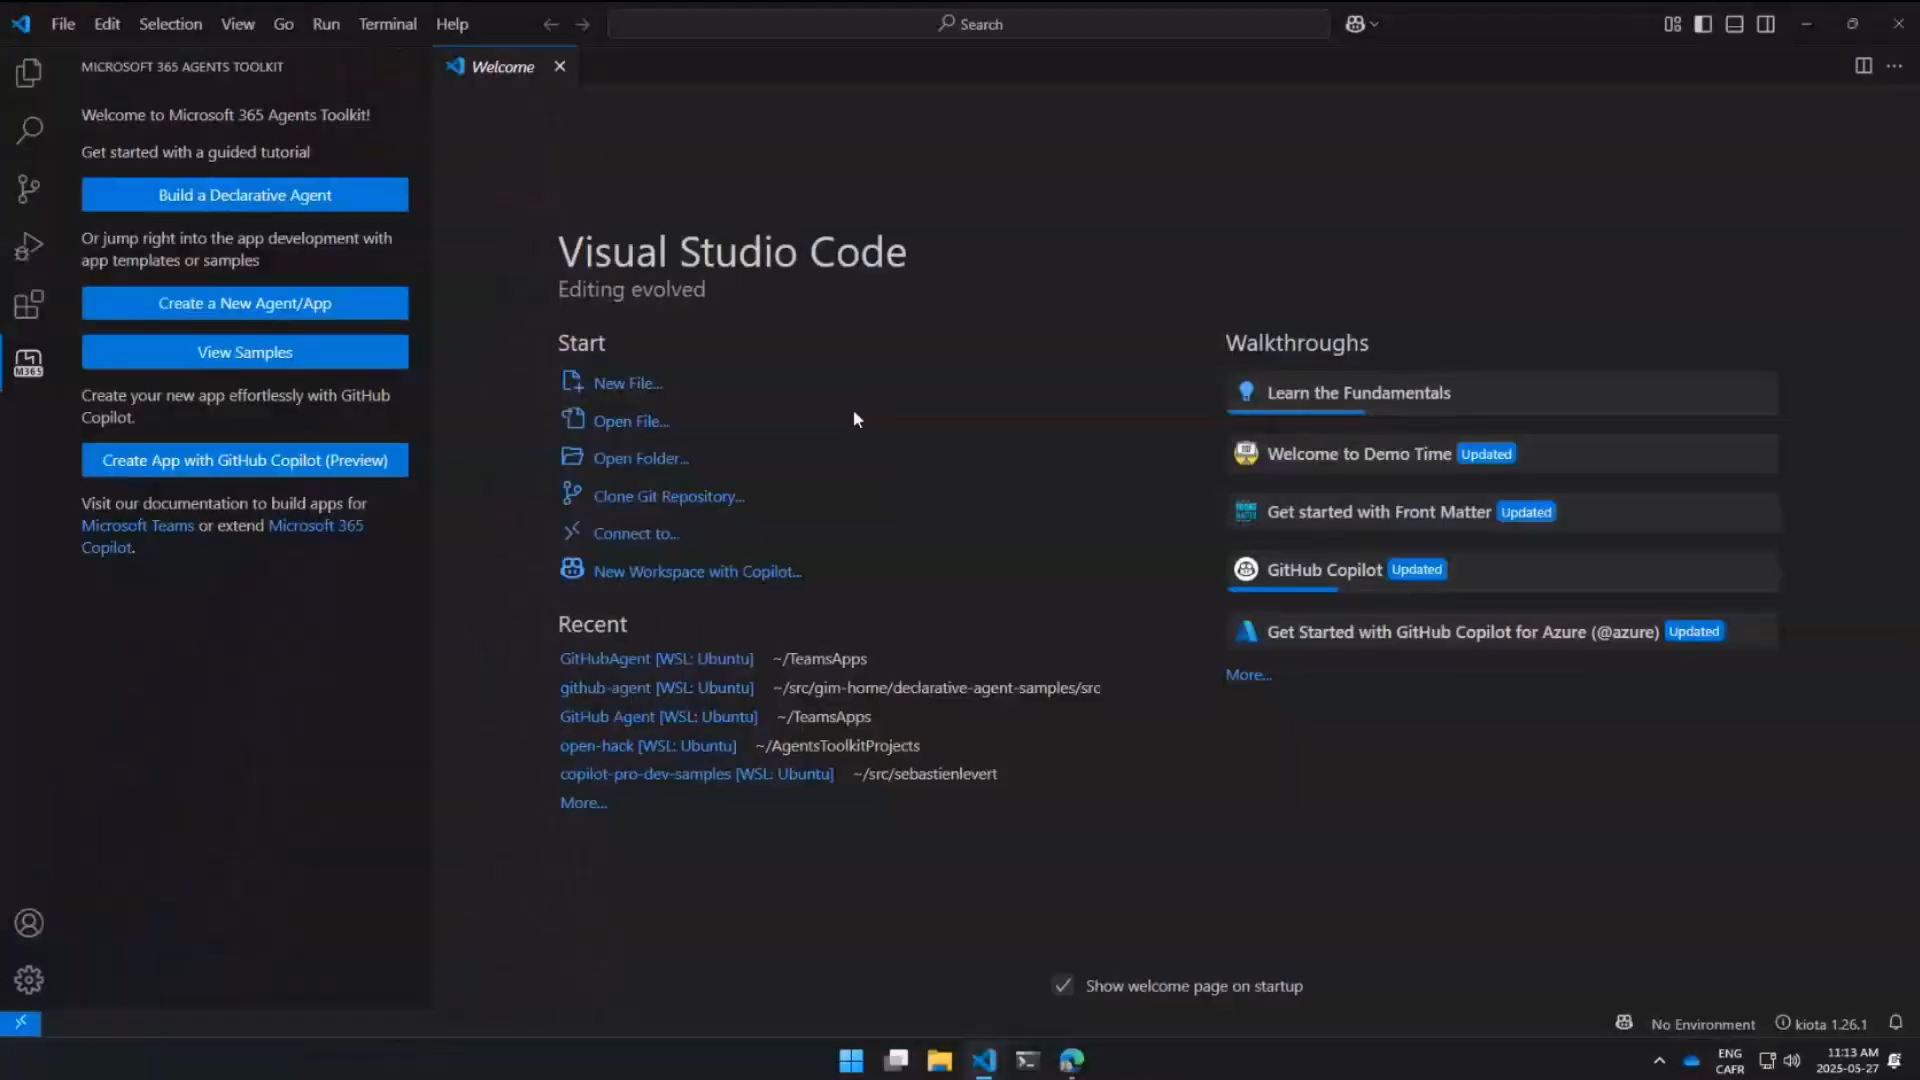 File Edit Selection View Go Run Terminal Help
Search
MICROSOFT 365 AGENTS TOOLKIT
Welcome
Welcome to Microsoft 365 Agents Toolkit!
Get started with a guided tutorial
Build a Declarative Agent
Or jump right into the app development with
app templates or samples
Create a New Agent/App
View Samples
M365
Create your new app effortlessly with GitHub
Copilot.
Create App with GitHub Copilot (Preview)
Visit our documentation to build apps for
Microsoft Teams or extend Microsoft 365
Copilot.
Visual Studio Code
Editing evolved
Start
New File...
Open File...
Open Folder...
Clone Git Repository...
Connect to...
New Workspace with Copilot...
Recent
GitHubAgent [WSL: Ubuntu] ~/TeamsApps
github-agent [WSL: Ubuntu] ~/src/gim-home/declarative-agent-samples/src
GitHub Agent [WSL: Ubuntu] ~/TeamsApps
open-hack [WSL: Ubuntu] ~/AgentsToolkitProjects
copilot-pro-dev-samples [WSL: Ubuntu] ~/src/sebastienlevert
More...
Walkthroughs
Learn the Fundamentals
Welcome to Demo Time Updated
Get started with Front Matter Updated
GitHub Copilot Updated
Get Started with GitHub Copilot for Azure (@azure) Updated
More...
Show welcome page on startup
No Environment kiota 1.26.1
ENG
CAFR
11:13 AM
2025-05-27